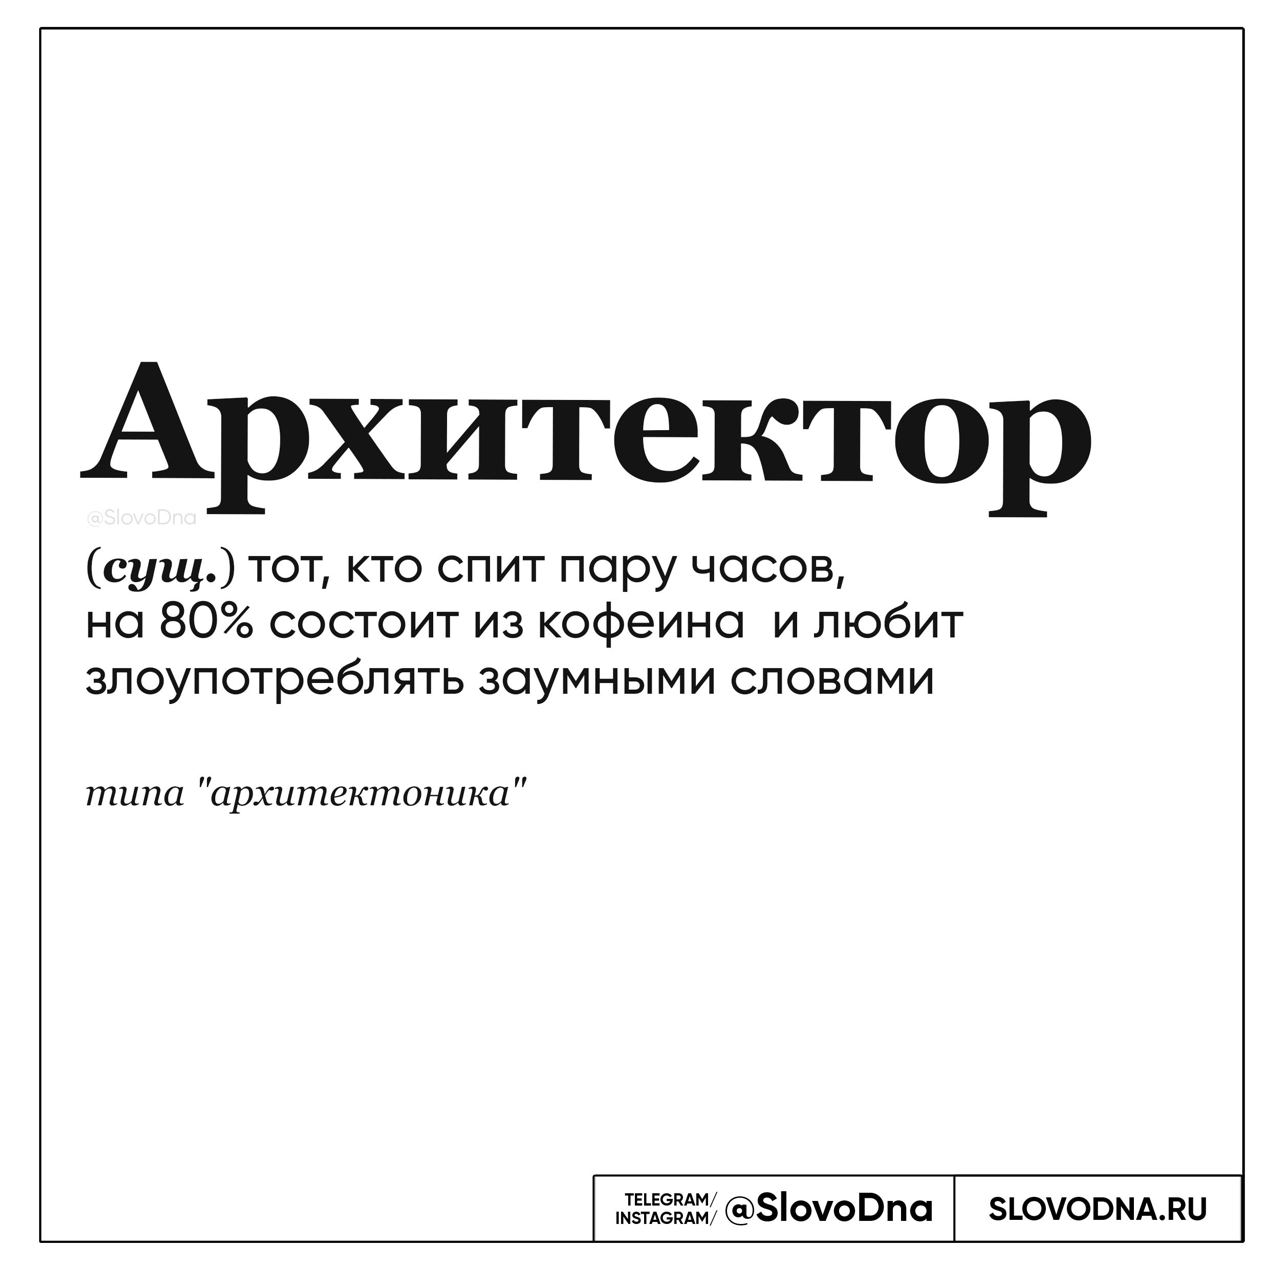 Архитектор
@SlovoDna
(сущ.) тот, кто спит пару часов,
на 80% состоит из кофеина  и любит
злоупотреблять заумными словами
типа "архитектоника"
TELEGRAM/
INSTAGRAM/
@SlovoDna
SLOVODNA.RU